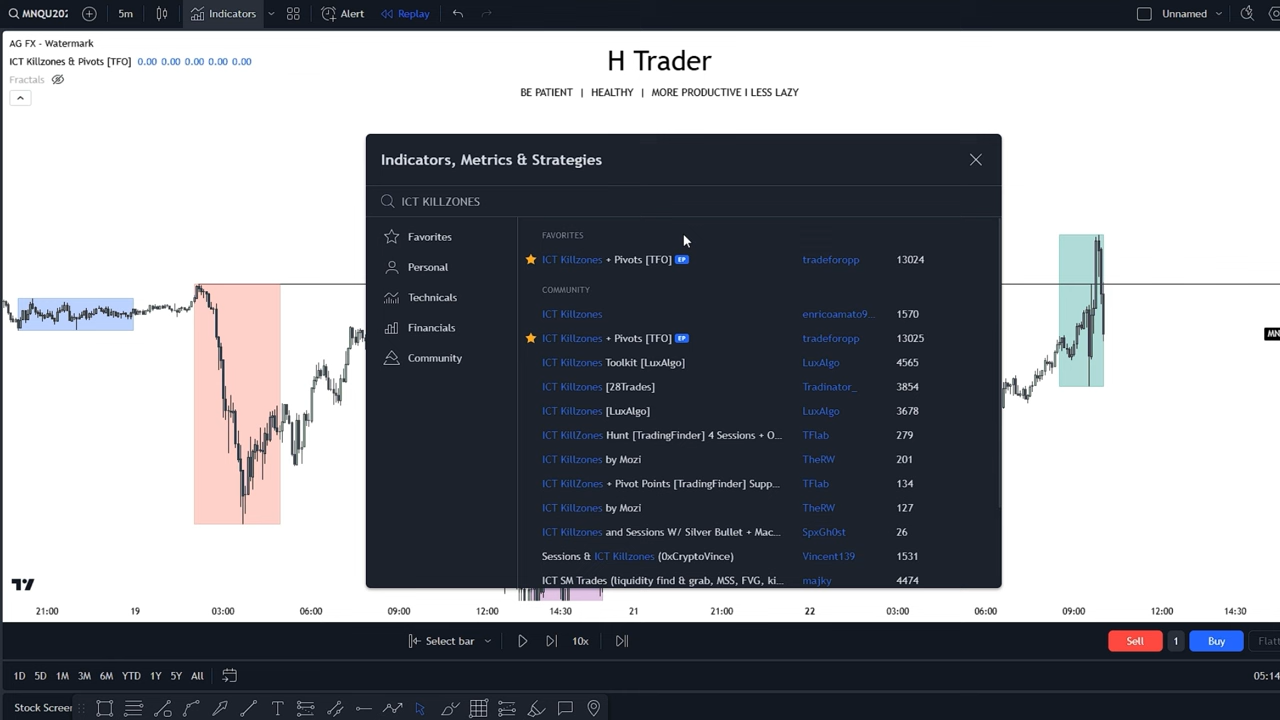 MNQU202
5m
Indicators
Alert
Replay
Unnamed
AG FX - Watermark
ICT Killzones & Pivots [TFO] 0.00 0.00 0.00 0.00 0.00
Fractals
H Trader
BE PATIENT | HEALTHY | MORE PRODUCTIVE I LESS LAZY
Indicators, Metrics & Strategies
ICT KILLZONES
Favorites
Personal
Technicals
Financials
Community
FAVORITES
ICT Killzones + Pivots [TFO] EP tradeforopp 13024
COMMUNITY
ICT Killzones enricoamato9... 1570
ICT Killzones + Pivots [TFO] EP tradeforopp 13025
ICT Killzones Toolkit [LuxAlgo] LuxAlgo 4565
ICT Killzones [28Trades] Tradinator_ 3854
ICT Killzones [LuxAlgo] LuxAlgo 3678
ICT KillZones Hunt [TradingFinder] 4 Sessions + O... TFlab 279
ICT Killzones by Mozi TheRW 201
ICT KillZones + Pivot Points [TradingFinder] Supp... TFlab 134
ICT Killzones by Mozi TheRW 127
ICT Killzones and Sessions W/ Silver Bullet + Mac... SpxGh0st 26
Sessions & ICT Killzones (0xCryptoVince) Vincent139 1531
ICT SM Trades (liquidity find & grab, MSS, FVG, ki... majky 4474
MN
21:00 19 03:00 06:00 09:00 12:00 14:30 21 21:00 22 03:00 06:00 09:00 12:00 14:30
Select bar
10x
Sell 1 Buy Flatt
1D 5D 1M 3M 6M YTD 1Y 5Y All
05:14
Stock Screer